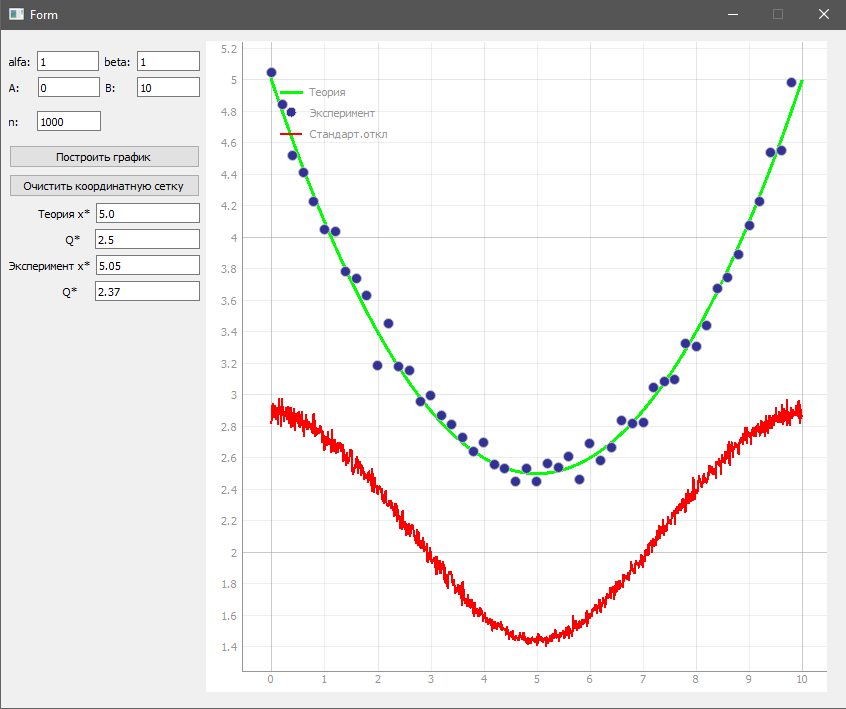 Form
alfa: 1 beta: 1
A: 0 B: 10
n: 1000
Построить график
Очистить координатную сетку
Теория x* 5.0
Q* 2.5
Эксперимент x* 5.05
Q* 2.37
Теория
Эксперимент
Стандарт.откл
5.2
5
4.8
4.6
4.4
4.2
4
3.8
3.6
3.4
3.2
3
2.8
2.6
2.4
2.2
2
1.8
1.6
1.4
0 1 2 3 4 5 6 7 8 9 10